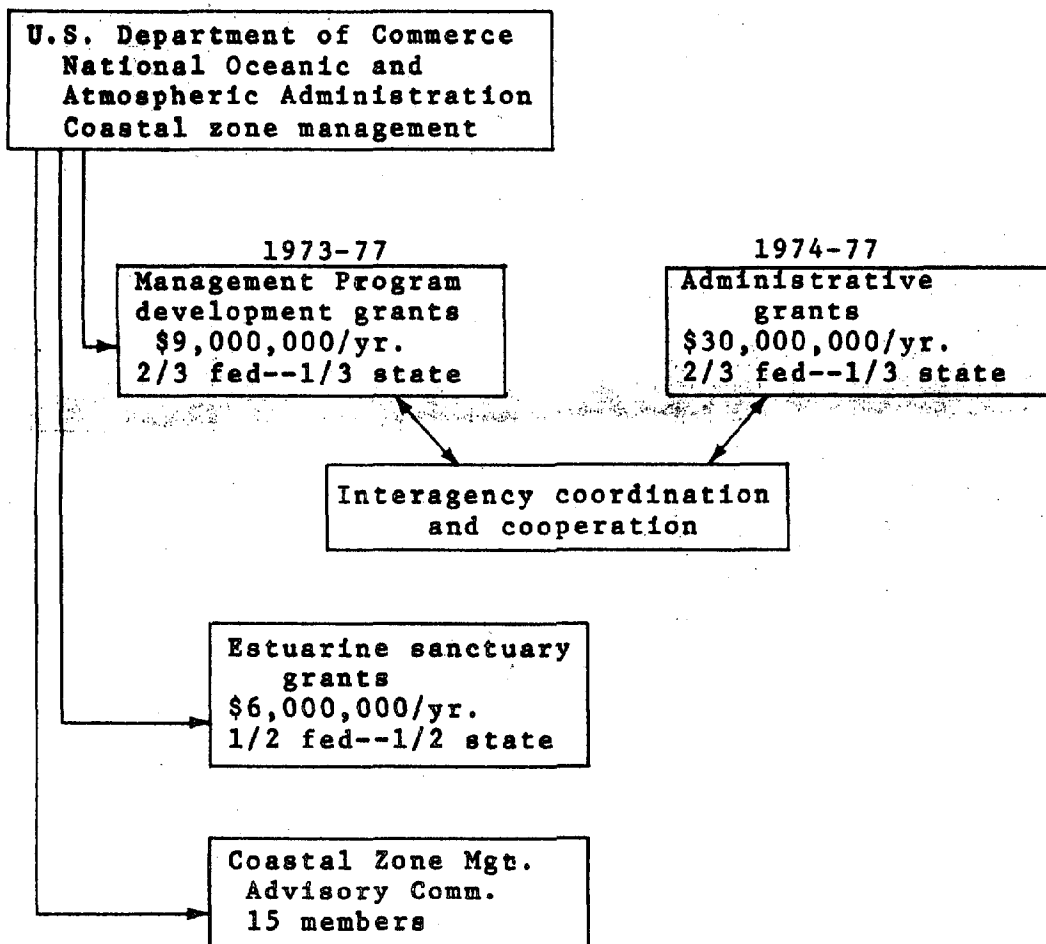 U.S. Department of Commerce
National Oceanic and
Atmospheric Administration
Coastal zone management
1973-77
Management Program
development grants
$9,000,000/yr.
2/3 fed--1/3 state
1974-77
Administrative
grants
$30,000,000/yr.
2/3 fed--1/3 state
Interagency coordination
and cooperation
Estuarine sanctuary
grants
$6,000,000/yr.
1/2 fed--1/2 state
Coastal Zone Mgt.
Advisory Comm.
15 members